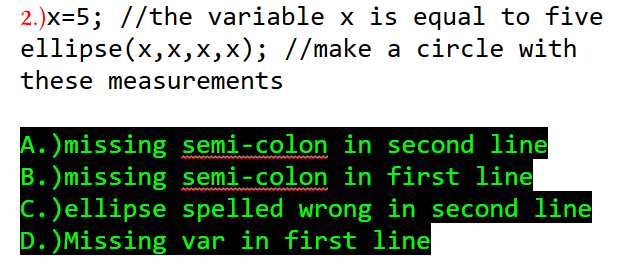 2.)x=5; //the variable x is equal to five
ellipse(x,x,x,x); //make a circle with
these measurements
A.)missing semi-colon in second line
B.)missing semi-colon in first line
C.)ellipse spelled wrong in second line
D.)Missing var in first line